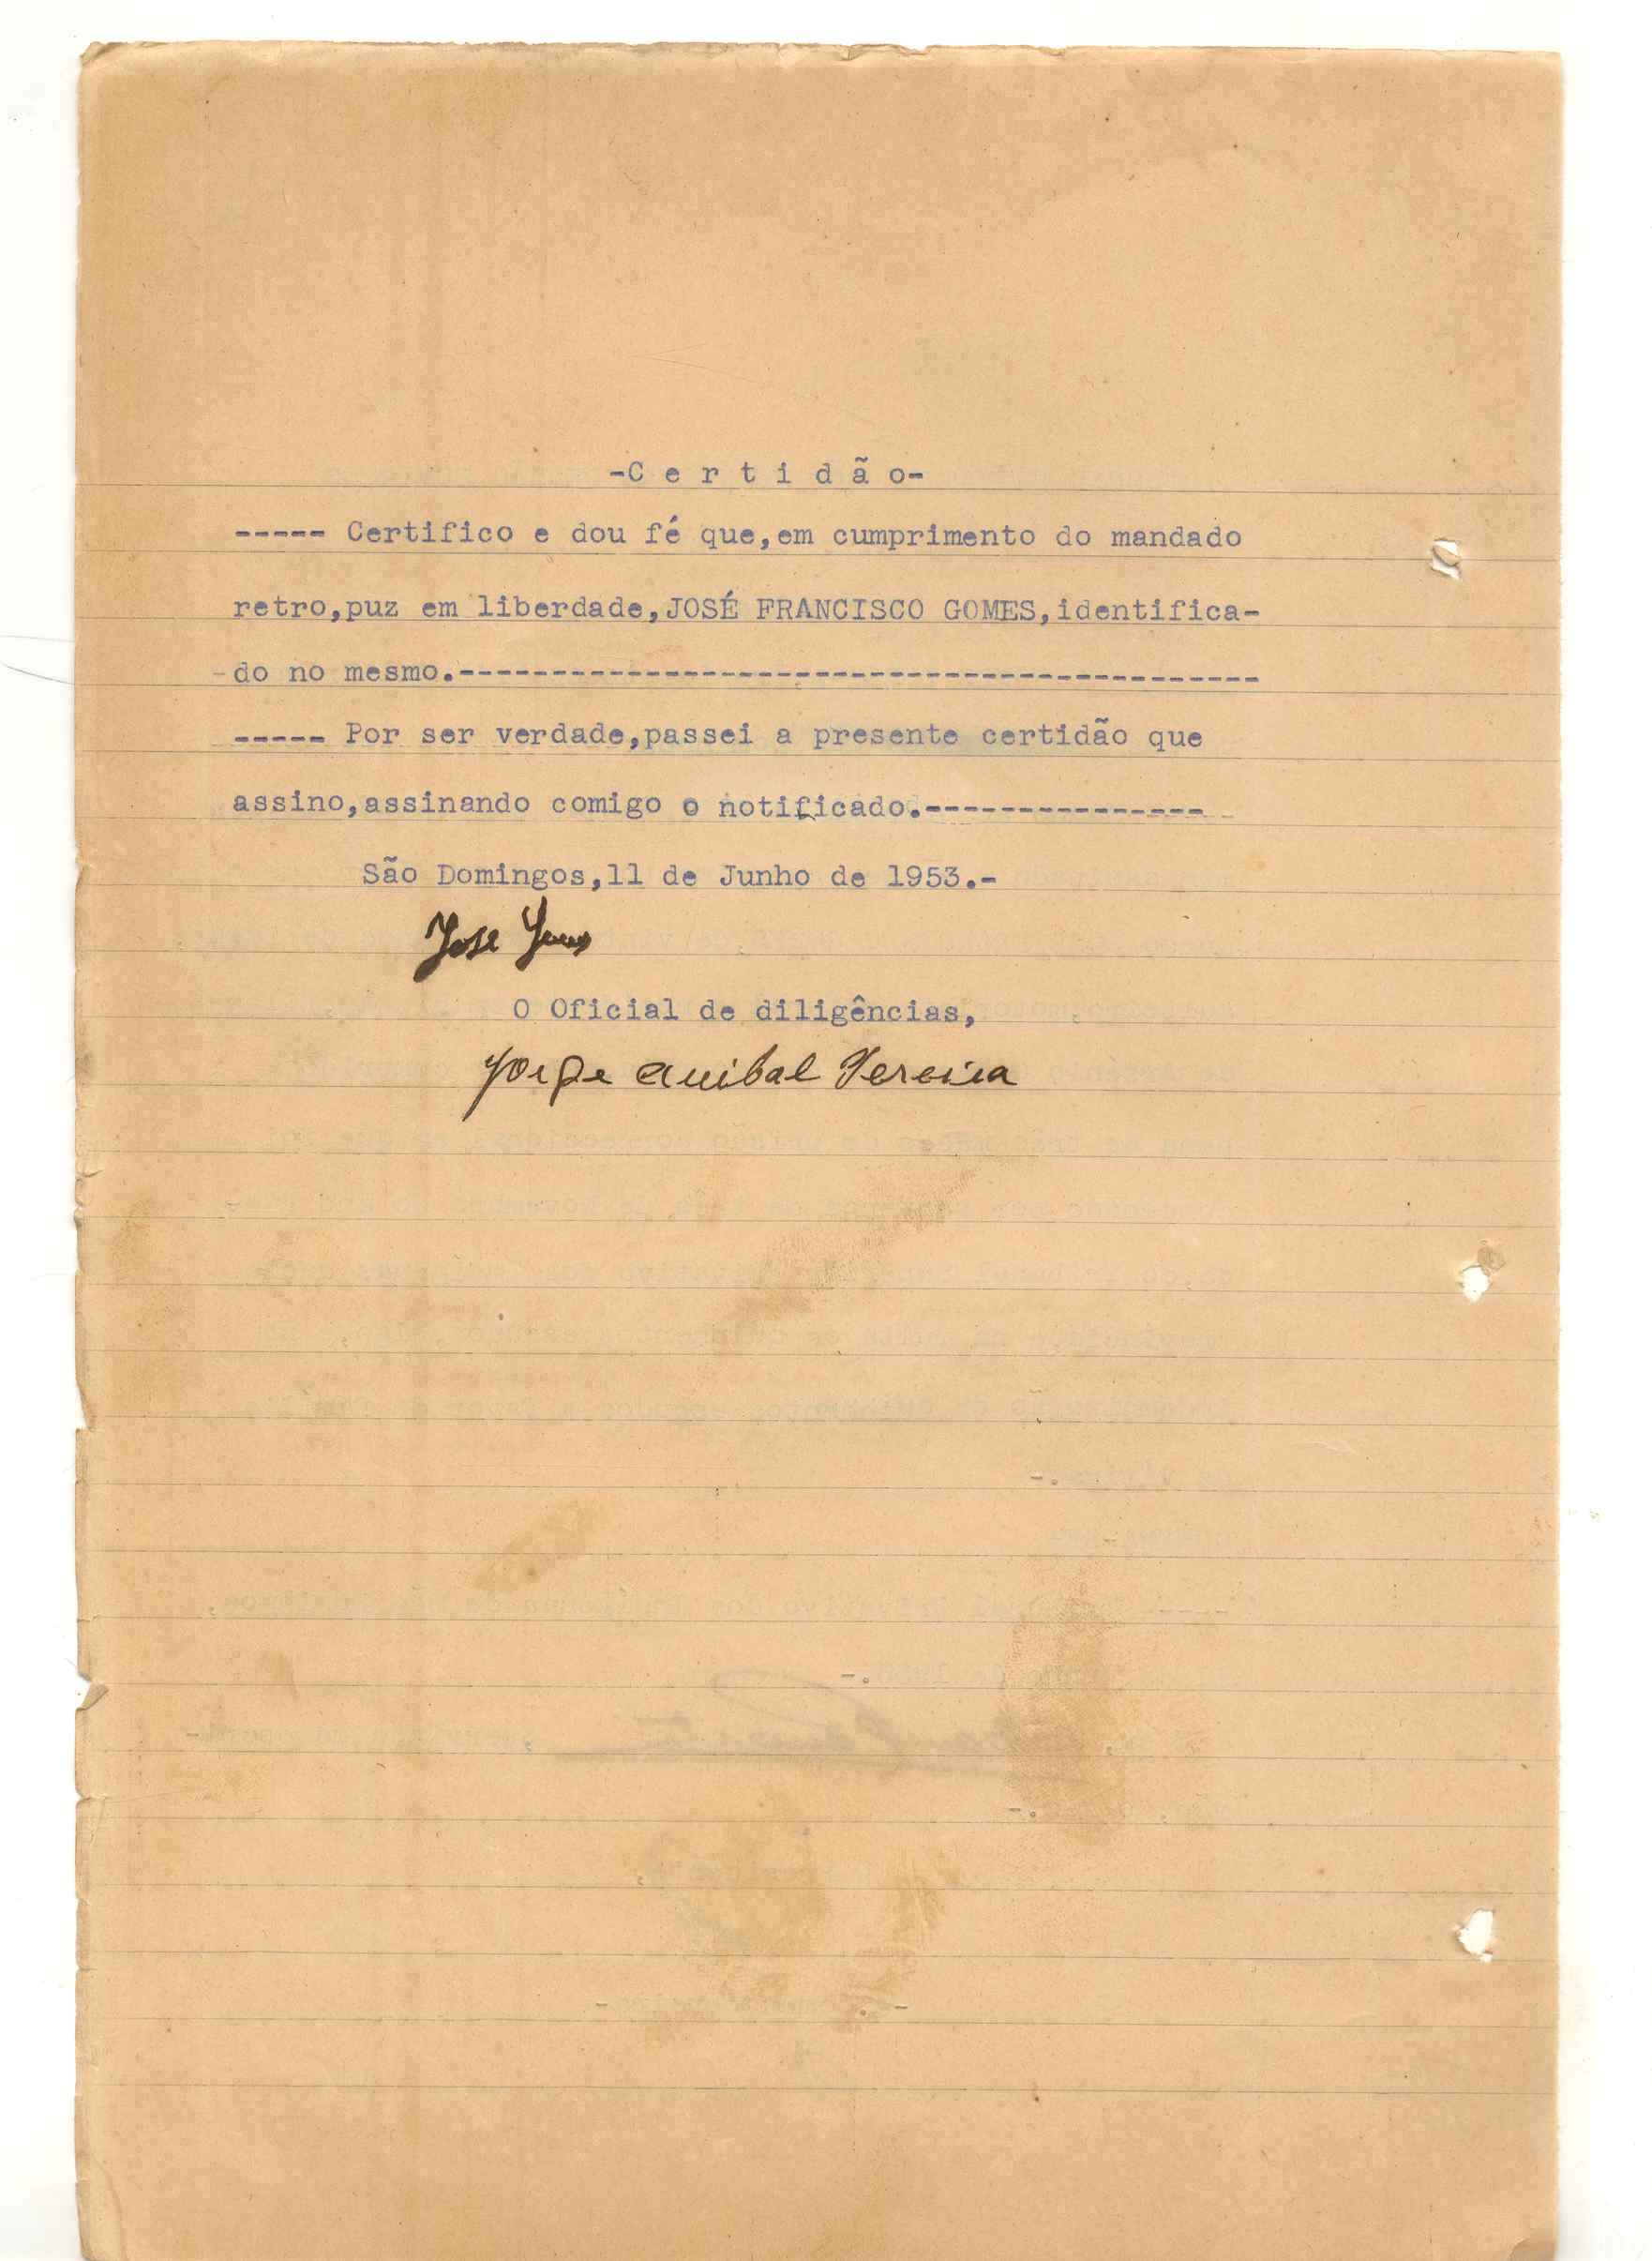 -C e r t i d ã o-
----- Certifico e dou fé que,em cumprimento do mandado
retro,puz em liberdade,JOSÉ FRANCISCO GOMES,identifica-
-do no mesmo.-------------------------------------------
----- Por ser verdade,passei a presente certidão que
assino,assinando comigo o notificado.---------------
São Domingos,11 de Junho de 1953.-
José
O Oficial de diligências,
Jorge Anibal Pereira